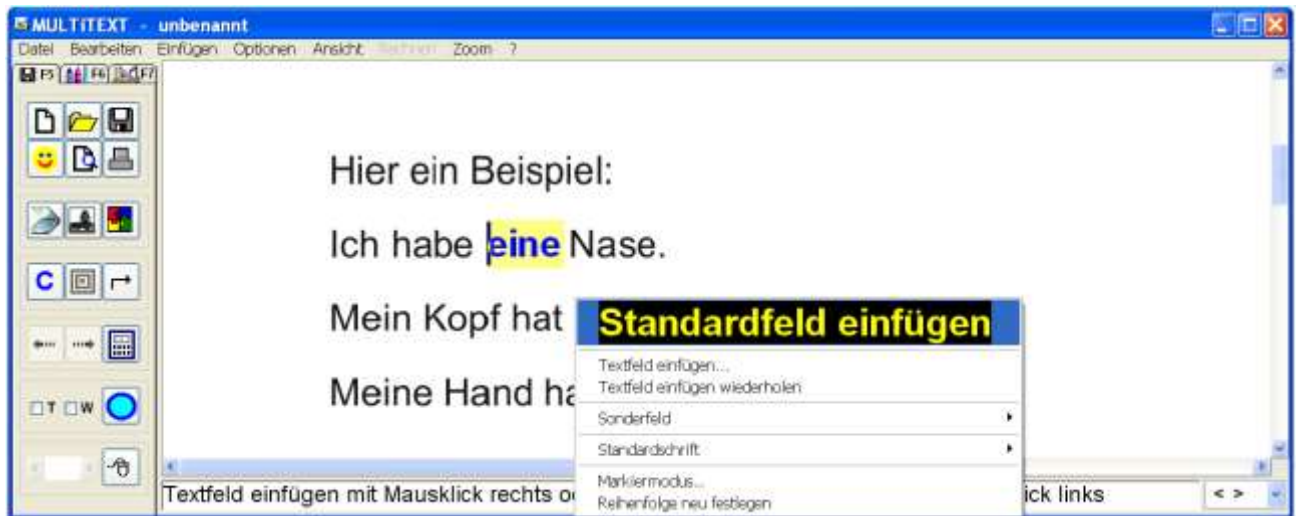 MULTiTEXT - unbenannt
Datei Bearbeiten Einfügen Optionen Ansicht Zoom ?
F5 F6 F7
Hier ein Beispiel:
Ich habe eine Nase.
C
Mein Kopf hat
Standardfeld einfügen
Textfeld einfügen...
Textfeld einfügen wiederholen
Meine Hand ha
T W
Sonderfeld
Standardschrift
Markiermodus...
Textfeld einfügen mit Mausklick rechts od
ick links
< >
Reihenfolge neu festlegen